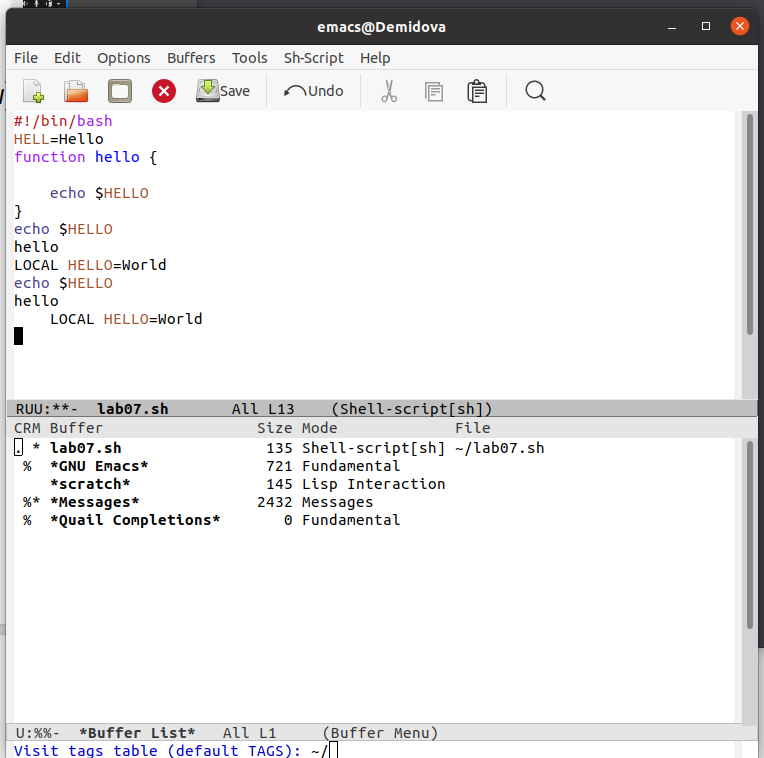 emacs@Demidova
File Edit Options Buffers Tools Sh-Script Help
Save Undo
#!/bin/bash
HELL=Hello
function hello {
    echo $HELLO
}
echo $HELLO
hello
LOCAL HELLO=World
echo $HELLO
hello
    LOCAL HELLO=World
RUU:**-  lab07.sh       All L13    (Shell-script[sh])
CRM Buffer                 Size Mode             File
. * lab07.sh                135 Shell-script[sh] ~/lab07.sh
 %  *GNU Emacs*             721 Fundamental
    *scratch*               145 Lisp Interaction
 %* *Messages*             2432 Messages
 %  *Quail Completions*       0 Fundamental
U:%%-  *Buffer List*   All L1     (Buffer Menu)
Visit tags table (default TAGS): ~/